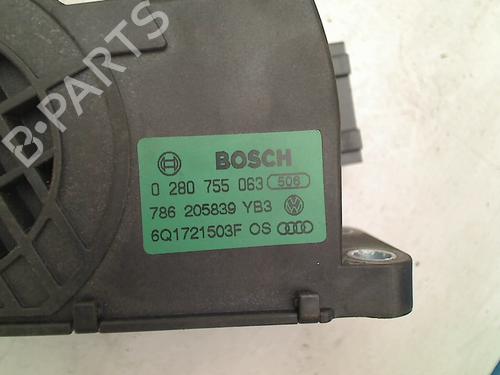 B-PARTS
BOSCH
0 280 755 063 506
786 205839 YB3
6Q1721503F OS